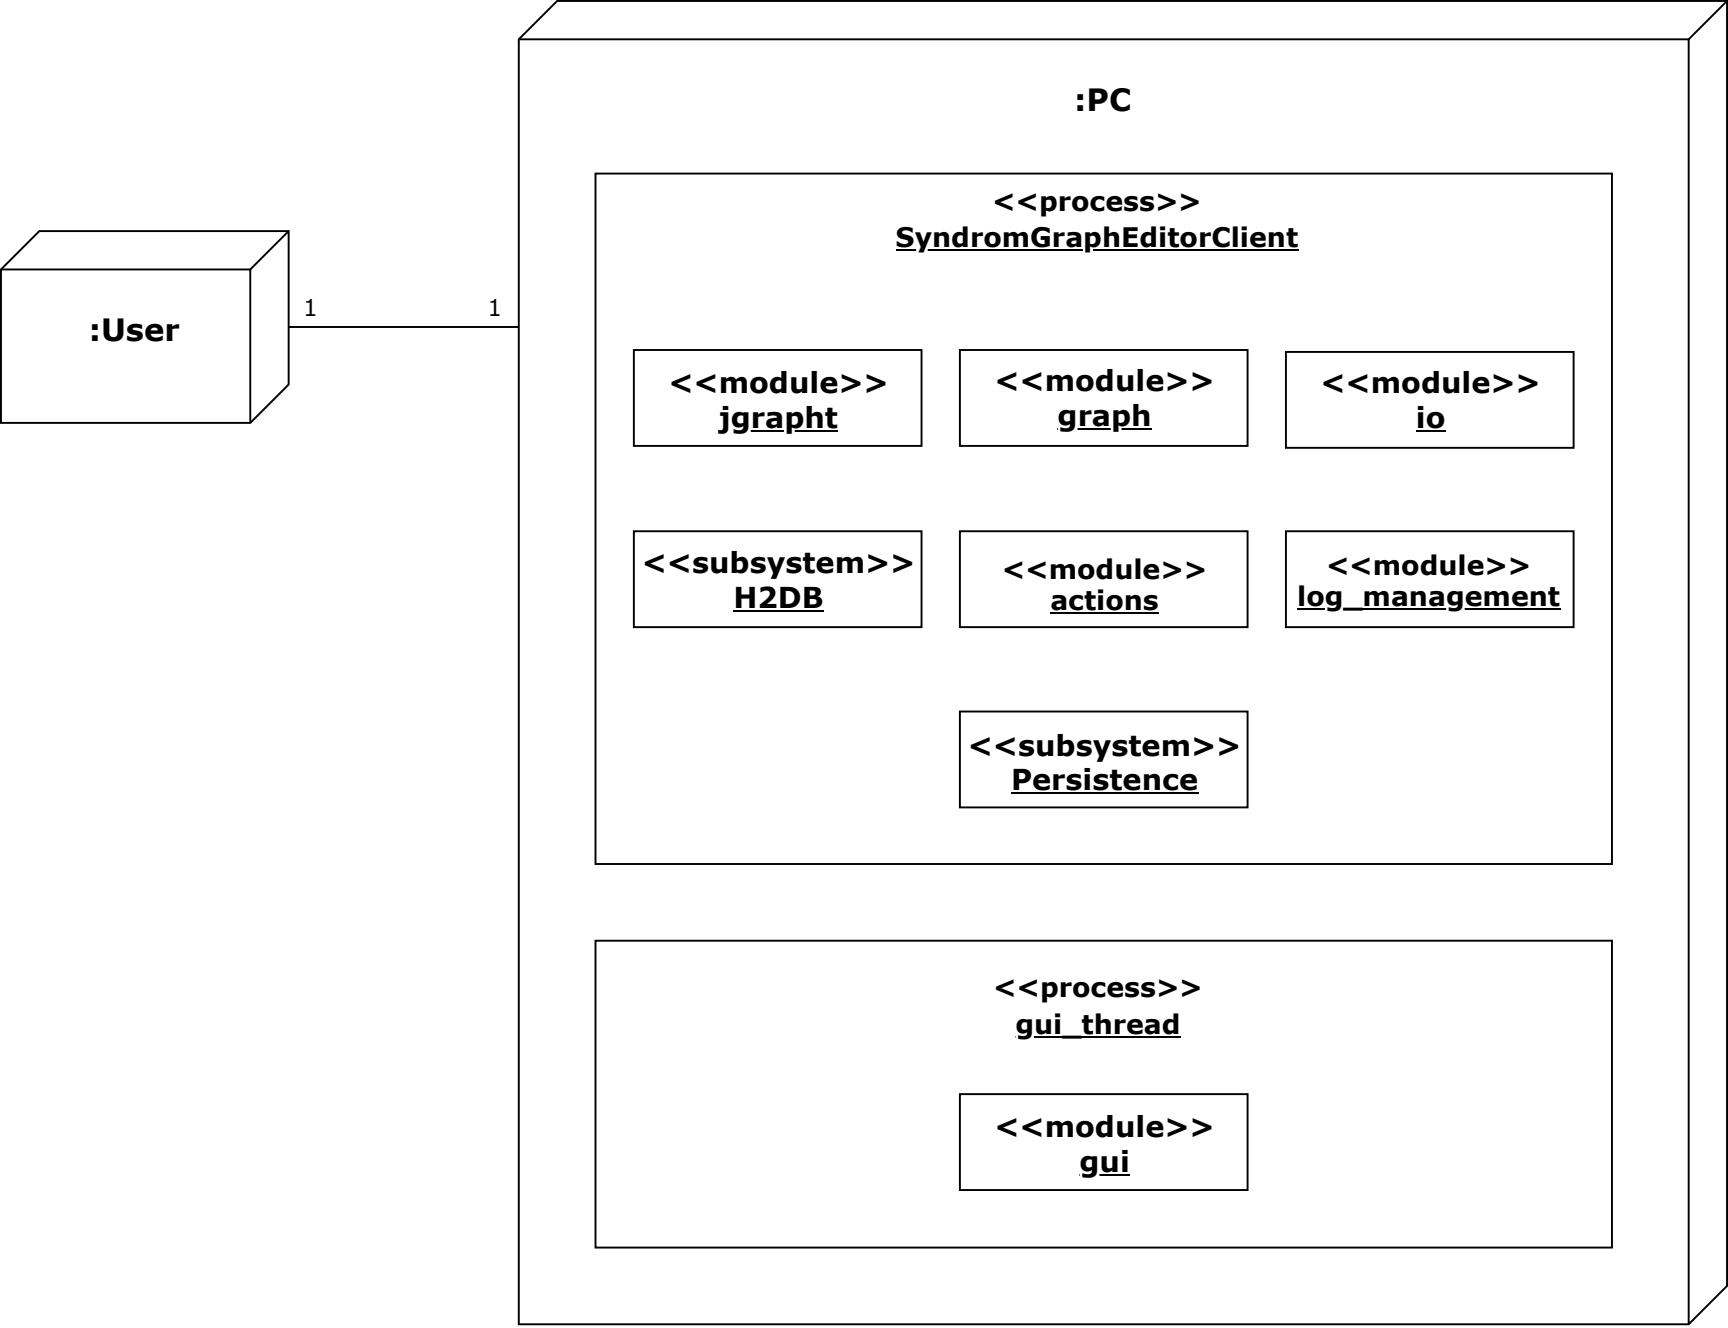 :PC
<<process>>
SyndromGraphEditorClient
:User
1
1
<<module>>
jgrapht
<<module>>
graph
<<module>>
io
<<subsystem>>
H2DB
<<module>>
actions
<<module>>
log_management
<<subsystem>>
Persistence
<<process>>
gui_thread
<<module>>
gui